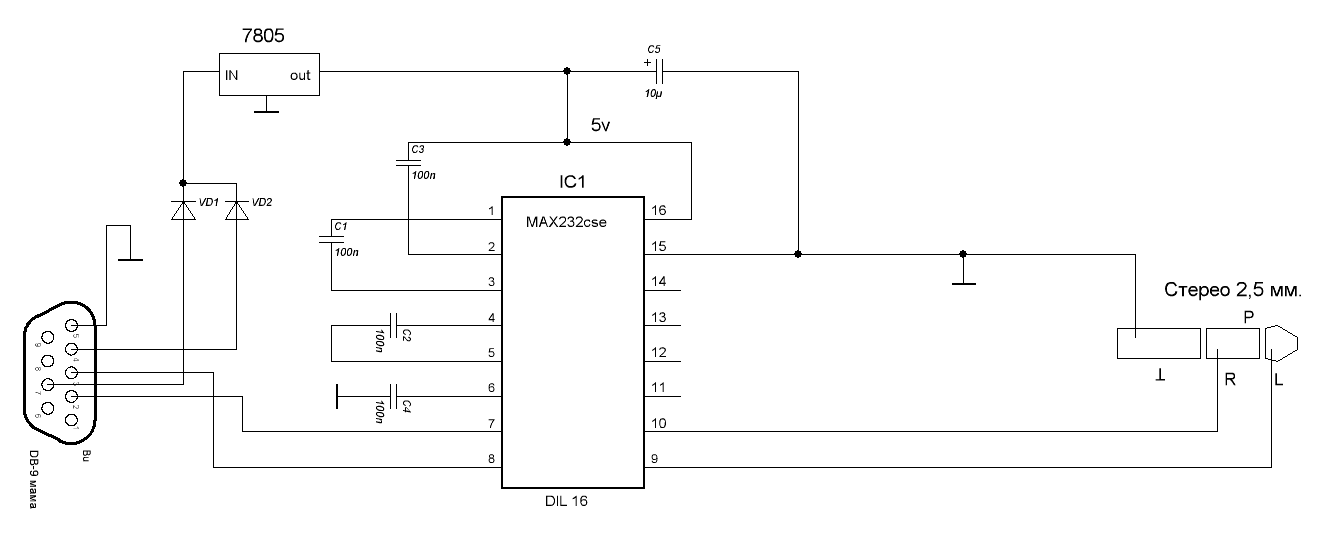 7805
IN
out
C5
+
10µ
5v
C3
100n
IC1
VD1
VD2
C1
100n
MAX232cse
1
2
3
4
5
6
7
8
16
15
14
13
12
11
10
9
C2
100n
C4
100n
DIL 16
Стерео 2,5 мм.
P
R
L
5
9
4
8
3
7
2
6
1
Bu
DB-9 мама